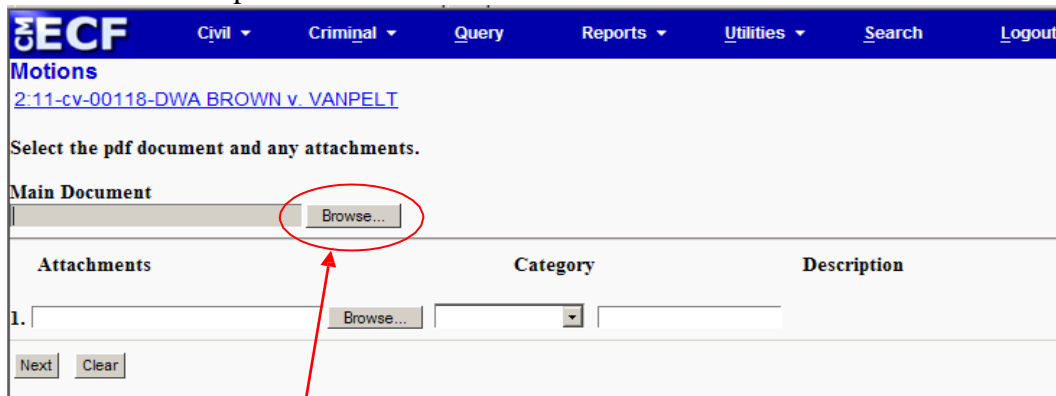 CM ECF Civil Criminal Query Reports Utilities Search Logout
Motions
2:11-cv-00118-DWA BROWN v. VANPELT
Select the pdf document and any attachments.
Main Document
Browse...
Attachments Category Description
1. Browse...
Next Clear